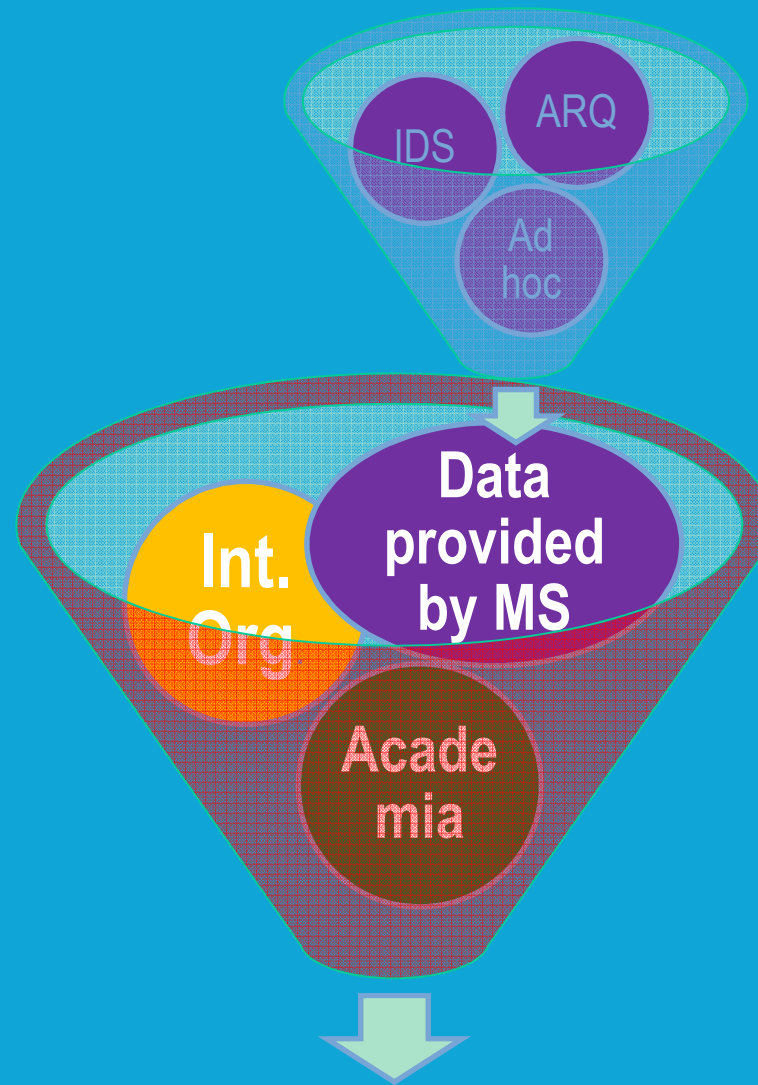 ARQ
IDS
Ad
hoc
Data
provided
by MS
Int.
Org.
Acade
mia